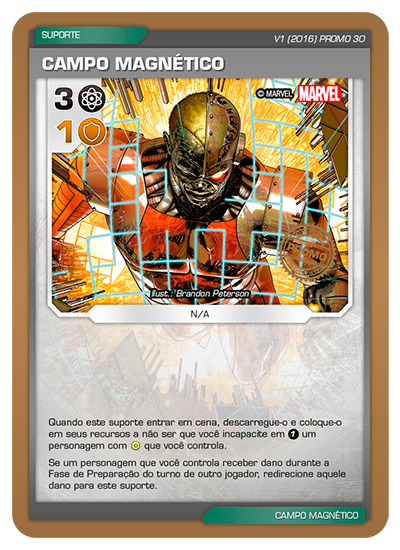 SUPORTE
V1 (2016) PROMO 30
CAMPO MAGNÉTICO
3
© MARVEL MARVEL
10
PROMO
Ilust.: Brandon Peterson
N/A
Quando este suporte entrar em cena, descarregue-o e coloque-o
em seus recursos a não ser que você incapacite em 1 um
personagem com que você controla.
Se um personagem que você controla receber dano durante a
Fase de Preparação do turno de outro jogador, redirecione aquele
dano para este suporte.
CAMPO MAGNÉTICO